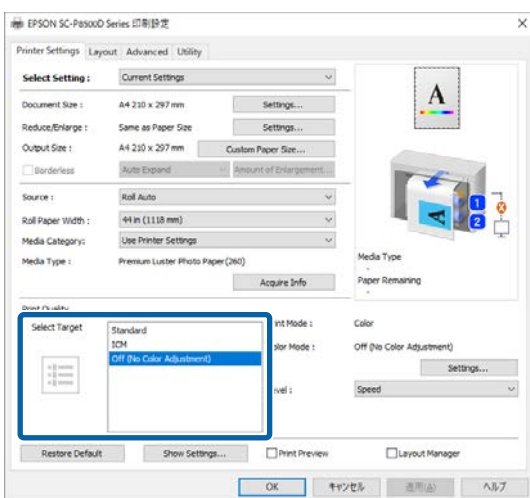 EPSON SC-P8500D Series 印刷設定
Printer Settings Layout Advanced Utility
Select Setting : Current Settings
Document Size : A4 210 x 297 mm Settings...
Reduce/Enlarge : Same as Paper Size Settings...
Output Size : A4 210 x 297 mm Custom Paper Size...
Borderless Auto Expand Amount of Enlargement...
Source : Roll Auto
Roll Paper Width : 44 in (1118 mm)
Media Category: Use Printer Settings
Media Type : Premium Luster Photo Paper(260)
Acquire Info
A
A
1
2
Media Type
-
Paper Remaining
-
Print Quality
Select Target
Standard
ICM
Off (No Color Adjustment)
int Mode : Color
olor Mode : Off (No Color Adjustment)
Settings...
evel : Speed
Restore Default Show Settings... Print Preview Layout Manager
OK キャンセル 適用(A) ヘルプ